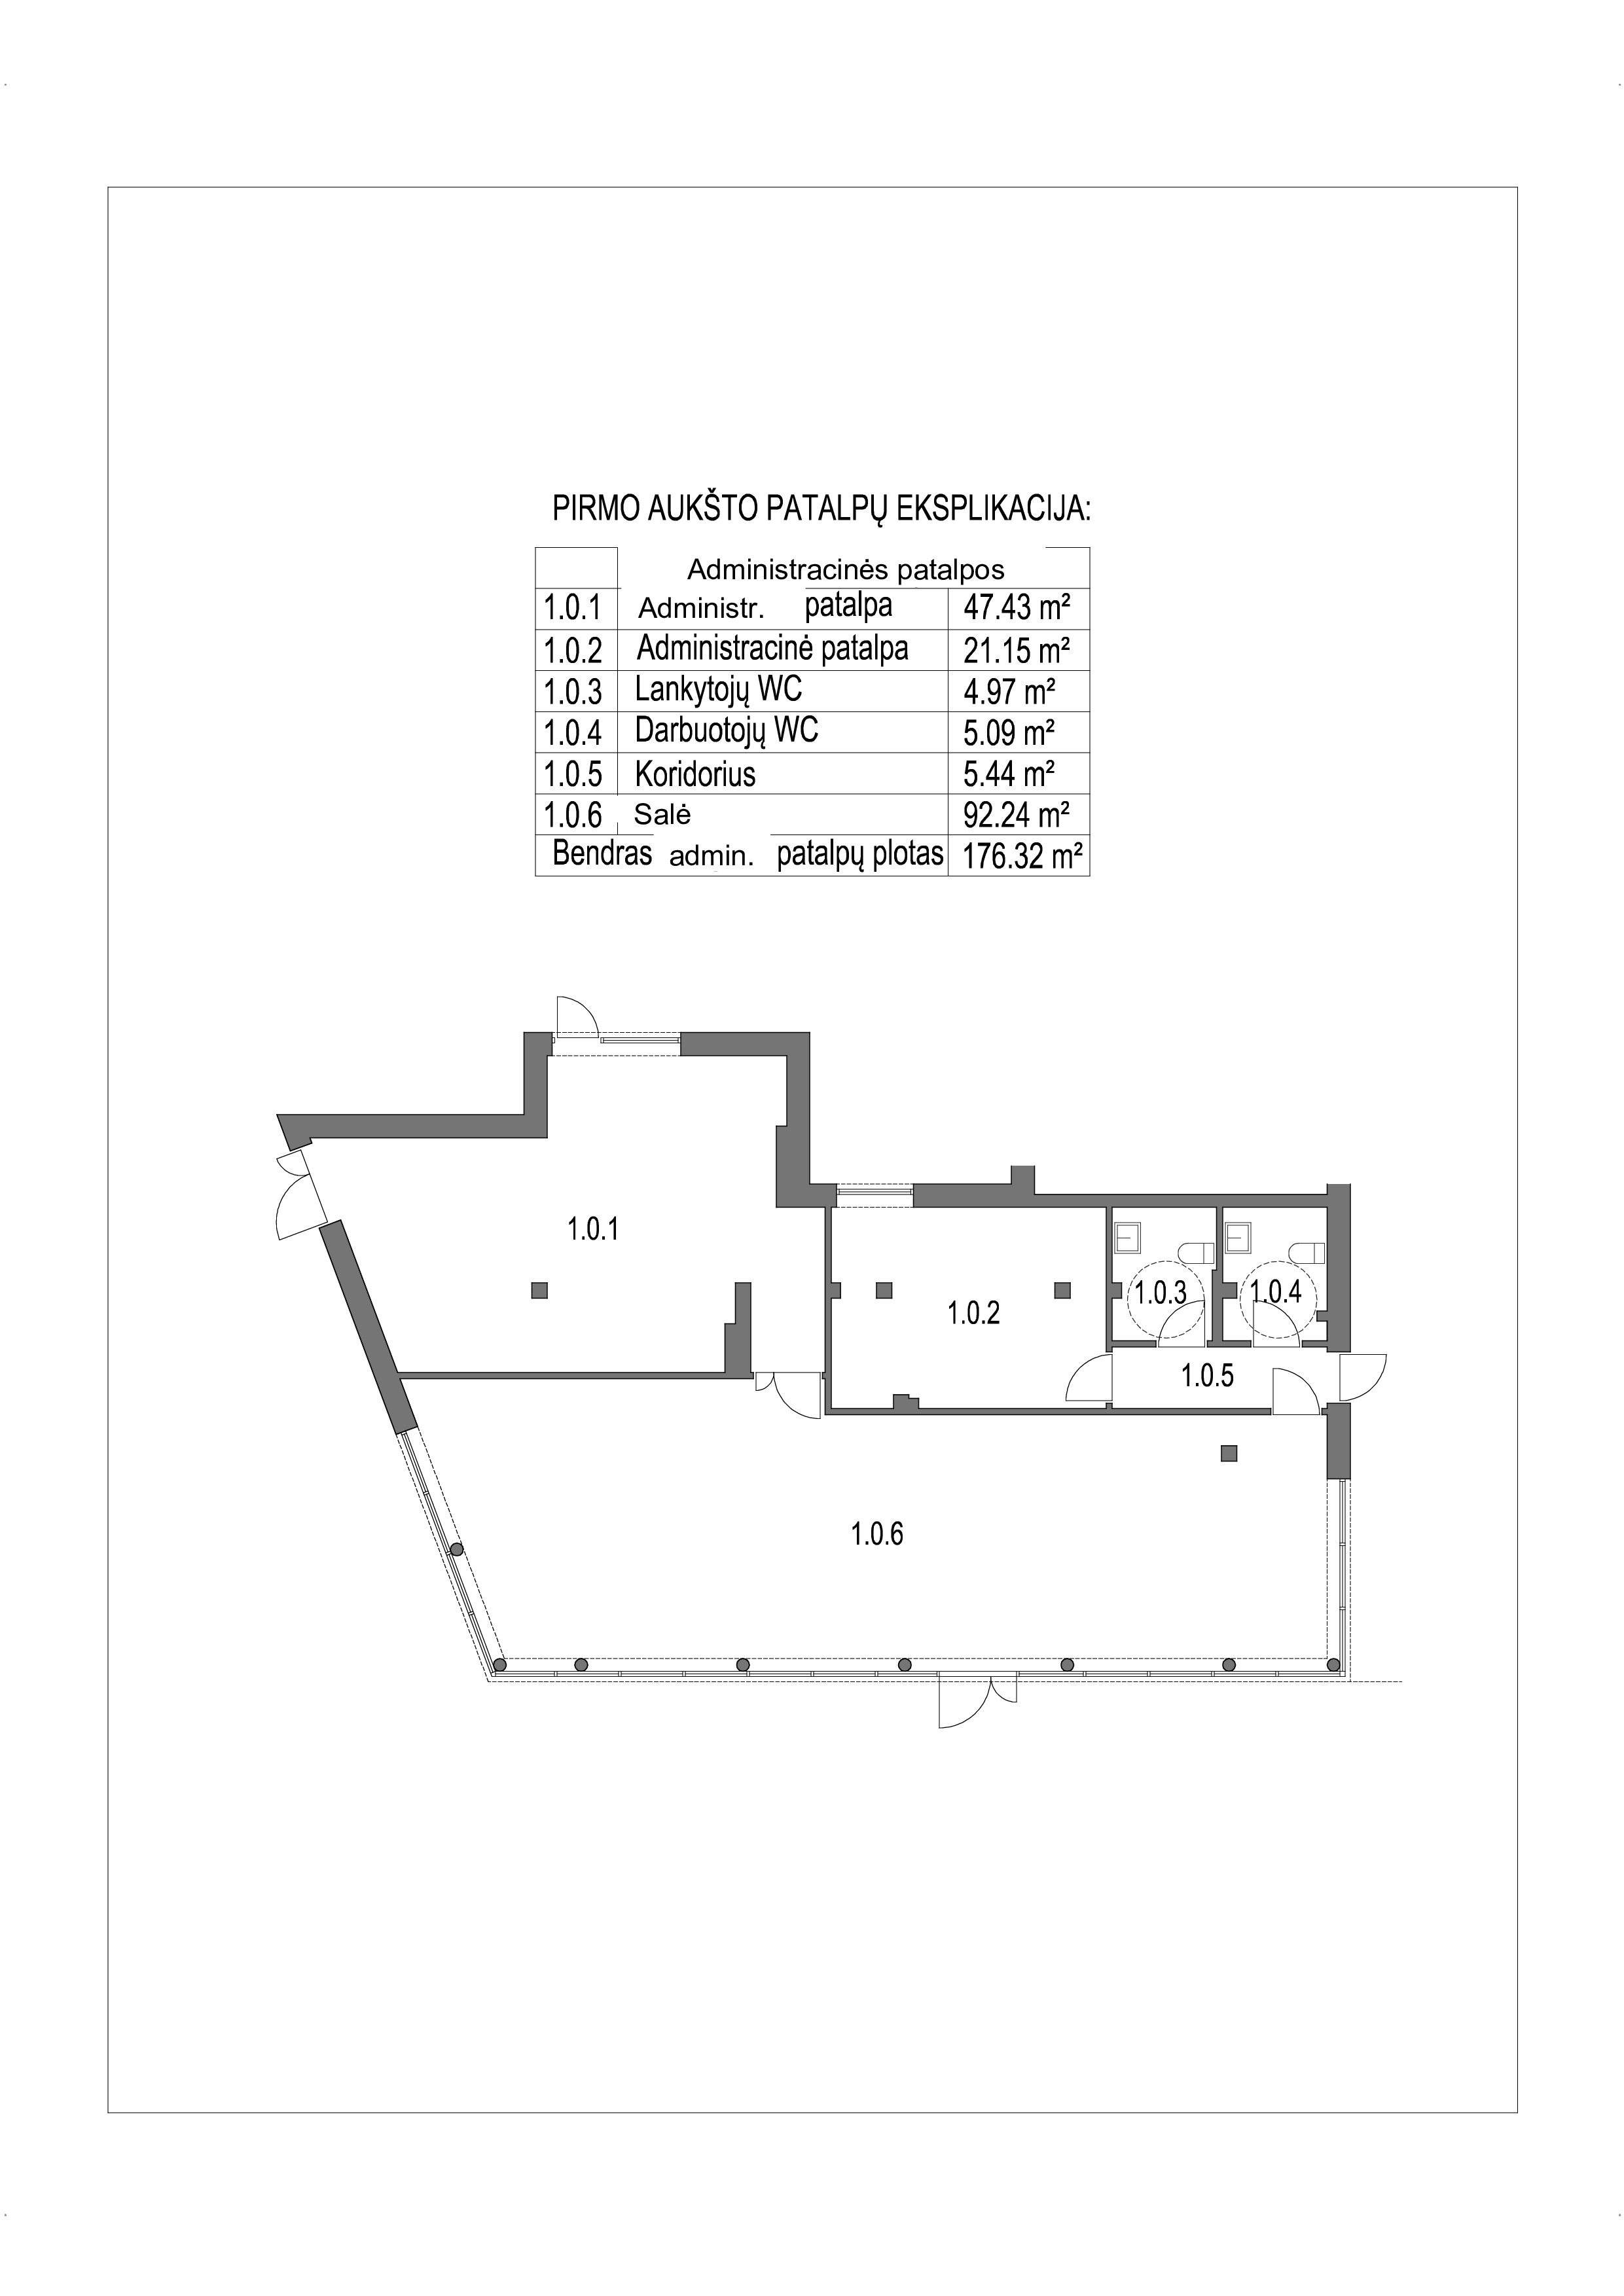 PIRMO AUKŠTO PATALPŲ EKSPLIKACIJA:
Administracinės patalpos
1.0.1 Administr. patalpa 47.43 m²
1.0.2 Administracinė patalpa 21.15 m²
1.0.3 Lankytojų WC 4.97 m²
1.0.4 Darbuotojų WC 5.09 m²
1.0.5 Koridorius 5.44 m²
1.0.6 Salė 92.24 m²
Bendras admin. patalpų plotas 176.32 m²
1.0.1
1.0.2
1.0.3
1.0.4
1.0.5
1.0.6